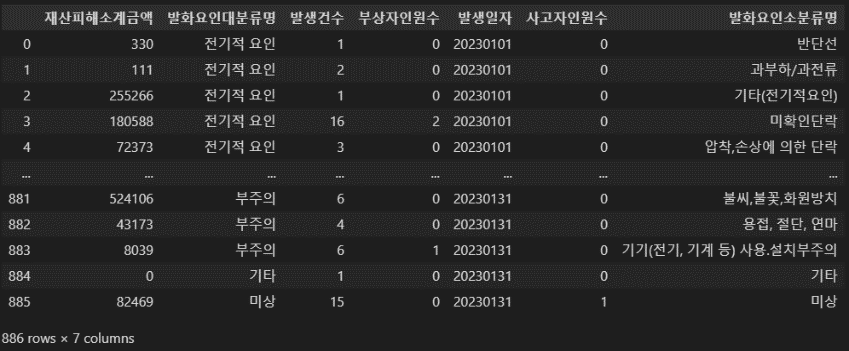 재산피해소계금액 발화요인대분류명 발생건수 부상자인원수 발생일자 사고자인원수 발화요인소분류명
0 330 전기적 요인 1 0 20230101 0 반단선
1 111 전기적 요인 2 0 20230101 0 과부하/과전류
2 255266 전기적 요인 1 0 20230101 0 기타(전기적요인)
3 180588 전기적 요인 16 2 20230101 0 미확인단락
4 72373 전기적 요인 3 0 20230101 0 압착,손상에 의한 단락
... ... ... ... ... ... ... ...
881 524106 부주의 6 0 20230131 0 불씨,불꽃,화원방치
882 43173 부주의 4 0 20230131 0 용접, 절단, 연마
883 8039 부주의 6 1 20230131 0 기기(전기, 기계 등) 사용.설치부주의
884 0 기타 1 0 20230131 0 기타
885 82469 미상 15 0 20230131 1 미상
886 rows × 7 columns